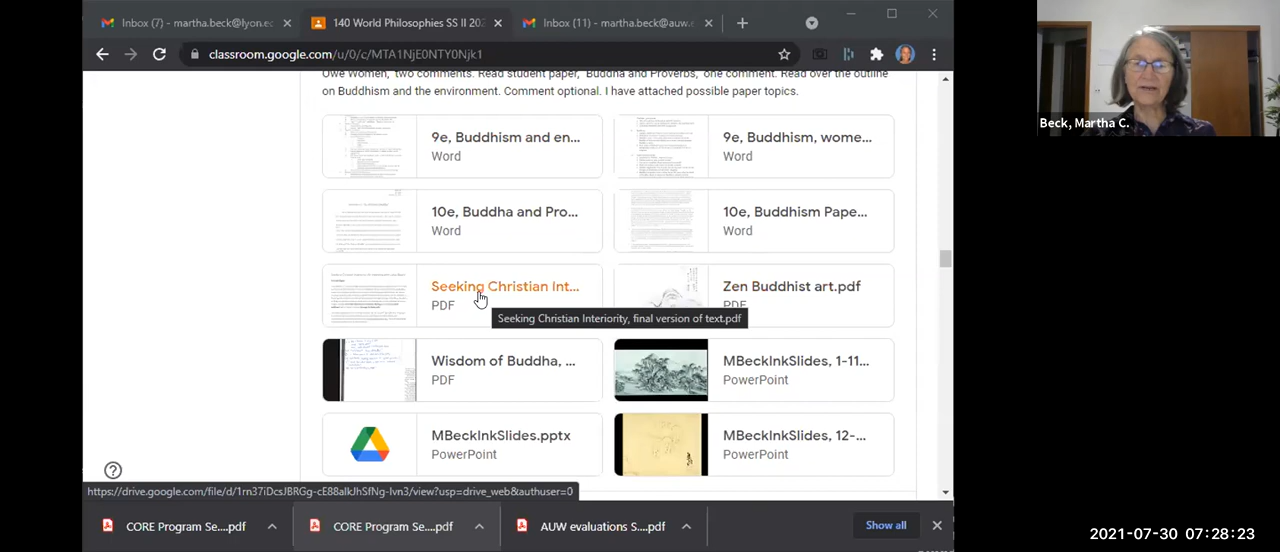 Inbox (7) - martha.beck@lyon.e
140 World Philosophies SS II 202
Inbox (11) - martha.beck@auw.e
classroom.google.com/u/0/c/MTA1NjE0NTY0Njk1
Owe Women, two comments. Read student paper, Buddha and Proverbs, one comment. Read over the outline
on Buddhism and the environment. Comment optional. I have attached possible paper topics.
Buddhism and e...
Word
9e, Buddhism, wome...
Word
10e, Buddha and Pro...
Word
10e, Buddhism Pape...
Word
Seeking Christian Int...
PDF
Zen Buddhist art.pdf
PDF
Seeking Christian Interiority, final version of text.pdf
Wisdom of Buddha, ...
PDF
MBeckInkSlides, 1-11...
PowerPoint
MBeckInkSlides.pptx
PowerPoint
MBeckInkSlides, 12-...
PowerPoint
https://drive.google.com/file/d/1rn37iDcsJBRGg-cE88alkJhSfNg-Ivn3/view?usp=drive_web&authuser=0
CORE Program Se....pdf
CORE Program Se....pdf
AUW evaluations S....pdf
Show all
Beck, Martha C.
2021-07-30 07:28:23